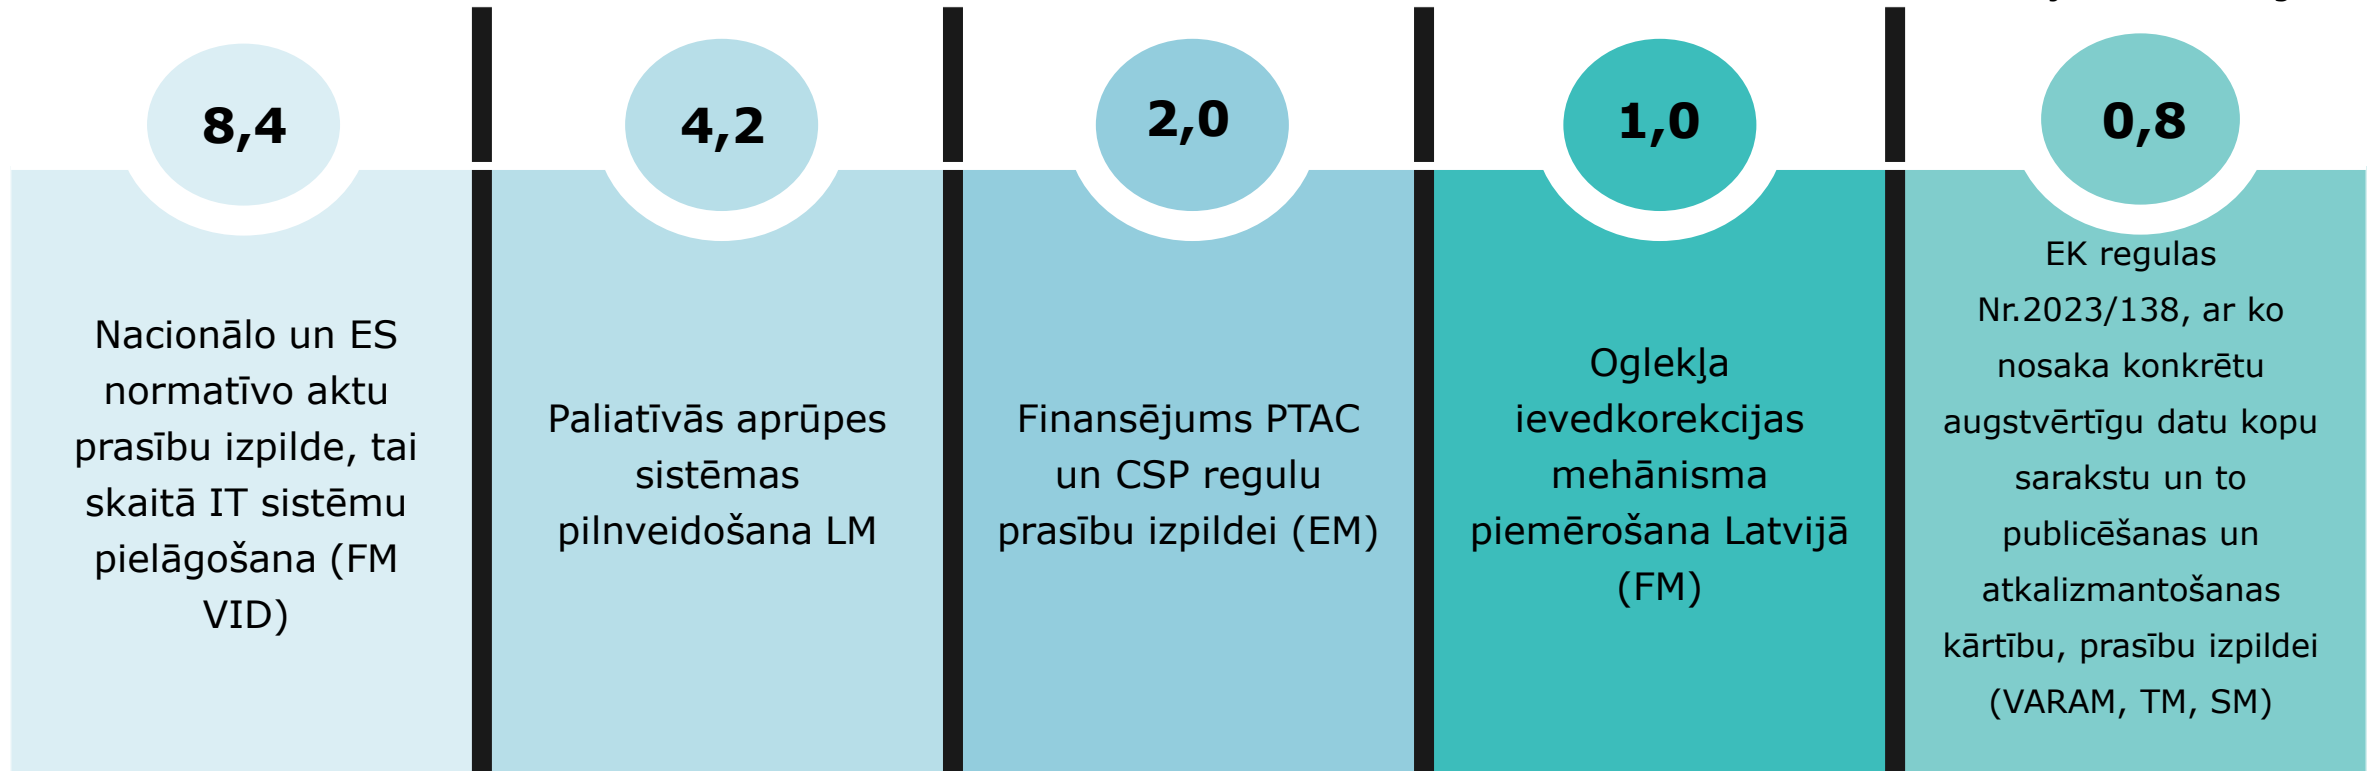 8,4
Nacionālo un ES
normatīvo aktu
prasību izpilde, tai
skaitā IT sistēmu
pielāgošana (FM
VID)
4,2
Paliatīvās aprūpes
sistēmas
pilnveidošana LM
2,0
Finansējums PTAC
un CSP regulu
prasību izpildei (EM)
1,0
Oglekļa
ievedkorekcijas
mehānisma
piemērošana Latvijā
(FM)
0,8
EK regulas
Nr.2023/138, ar ko
nosaka konkrētu
augstvērtīgu datu kopu
sarakstu un to
publicēšanas un
atkalizmantošanas
kārtību, prasību izpildei
(VARAM, TM, SM)